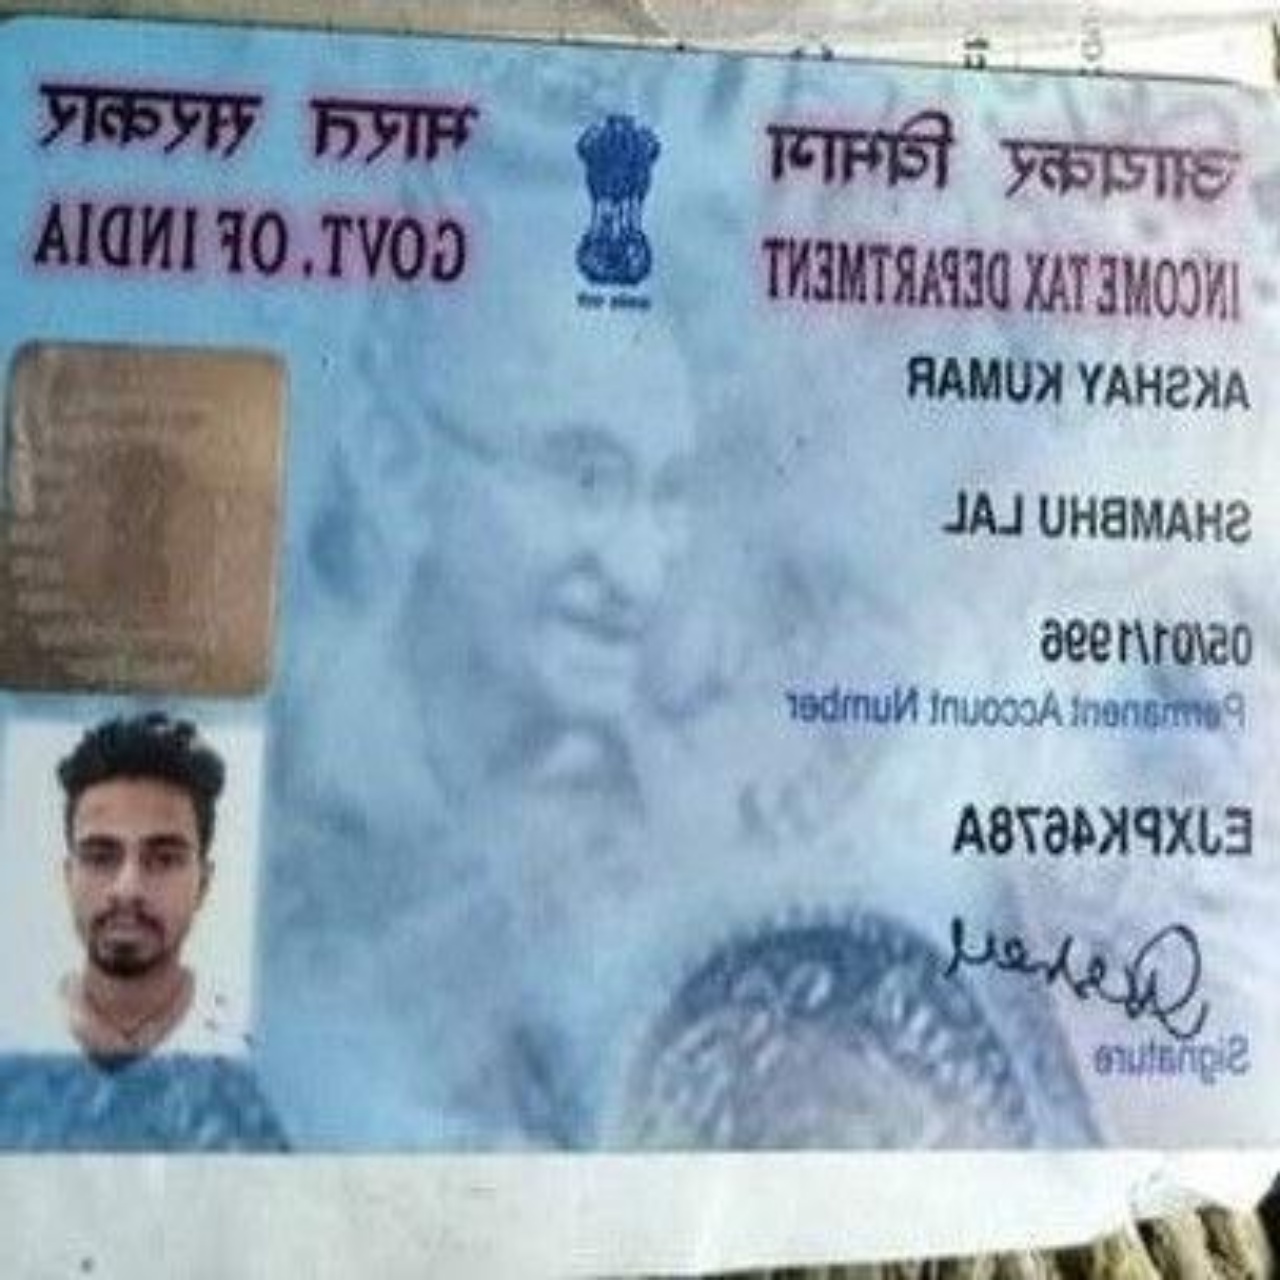 आयकर विभाग
INCOME TAX DEPARTMENT
भारत सरकार
GOVT. OF INDIA
AKSHAY KUMAR
SHAMBHU LAL
05/01/1996
Permanent Account Number
EJXPK4678A
Signature